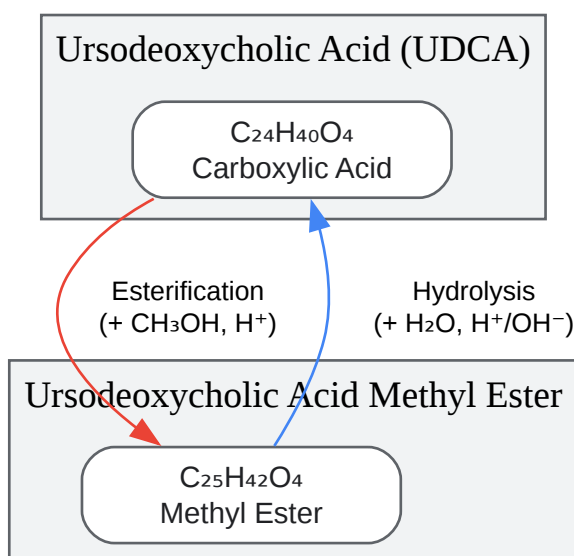 Ursodeoxycholic Acid (UDCA)
C₂₄H₄₀O₄
Carboxylic Acid
Esterification
(+ CH₃OH, H⁺)
Hydrolysis
(+ H₂O, H⁺/OH⁻)
Ursodeoxycholic Acid Methyl Ester
C₂₅H₄₂O₄
Methyl Ester